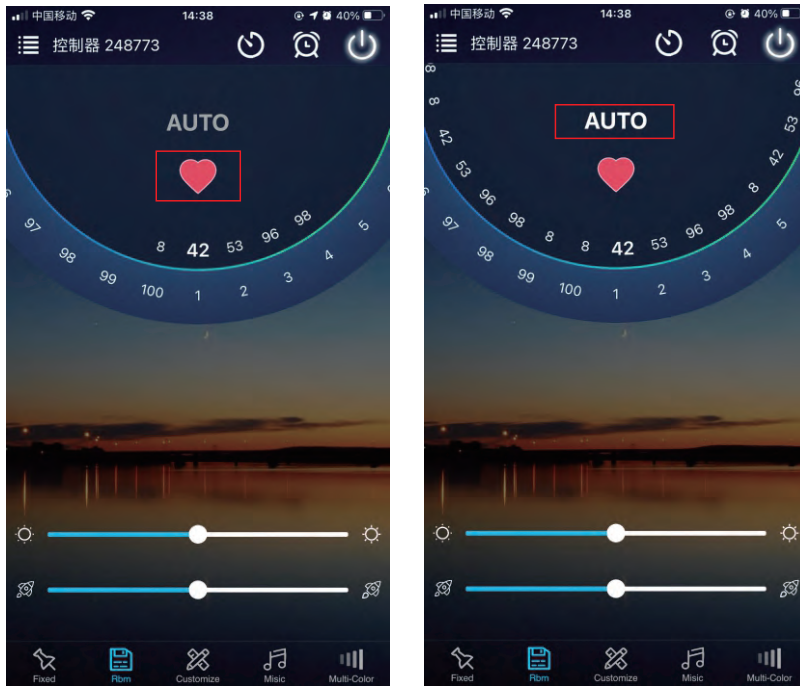 中国移动 14:38 40%
控制器 248773
AUTO
8 42 53 96 98
97 98 99 100 1 2 3 4 5
Fixed Rbm Customize Misic Multi-Color
中国移动 14:38 40%
控制器 248773
AUTO
8 8 42 53 96 98 8 8 42 53 96 98 8 42 53 96
97 98 99 100 1 2 3 4 5
Fixed Rbm Customize Misic Multi-Color